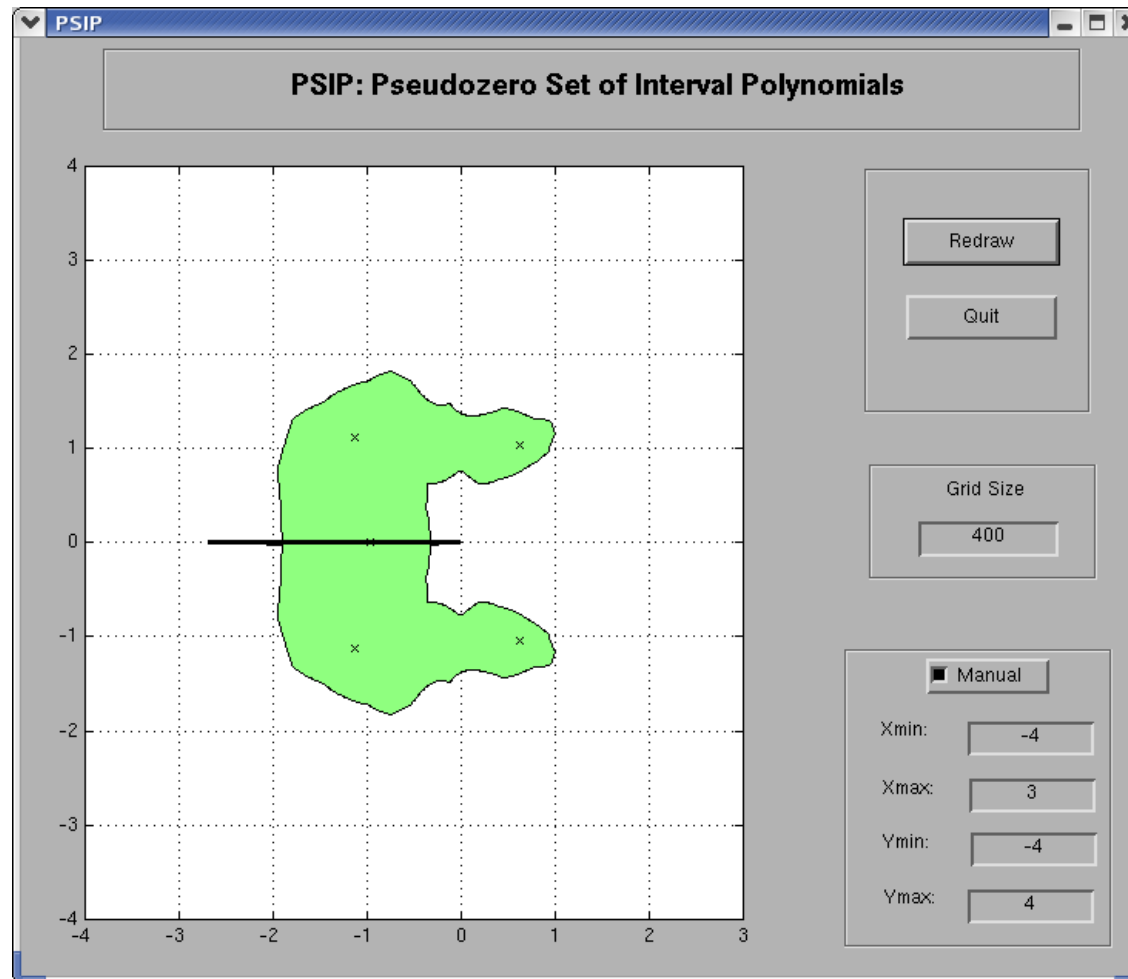 PSIP
PSIP: Pseudozero Set of Interval Polynomials
4
3
2
1
0
-1
-2
-3
-4
-4 -3 -2 -1 0 1 2 3
Redraw
Quit
Grid Size
400
Manual
Xmin: -4
Xmax: 3
Ymin: -4
Ymax: 4